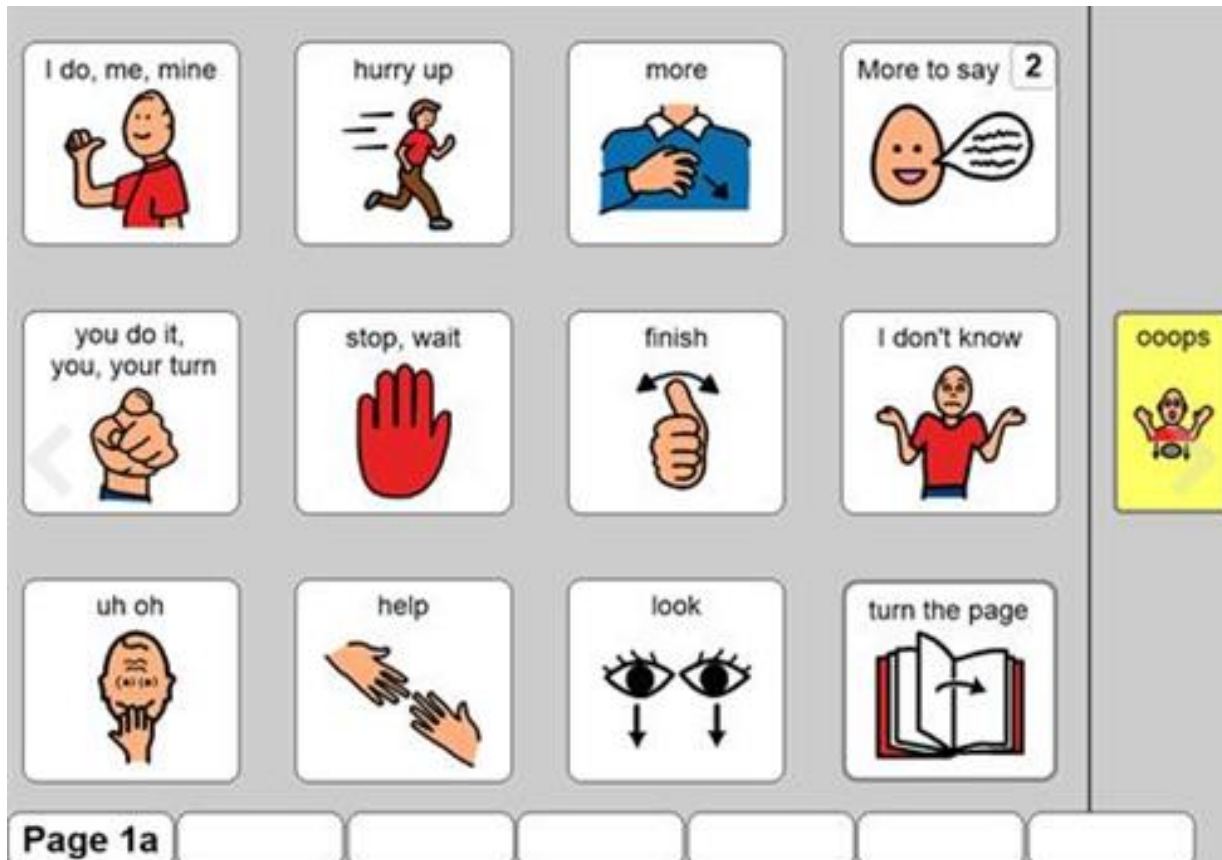 I do, me, mine
hurry up
more
More to say 2
you do it,
you, your turn
stop, wait
finish
I don't know
ooops
uh oh
help
look
turn the page
Page 1a